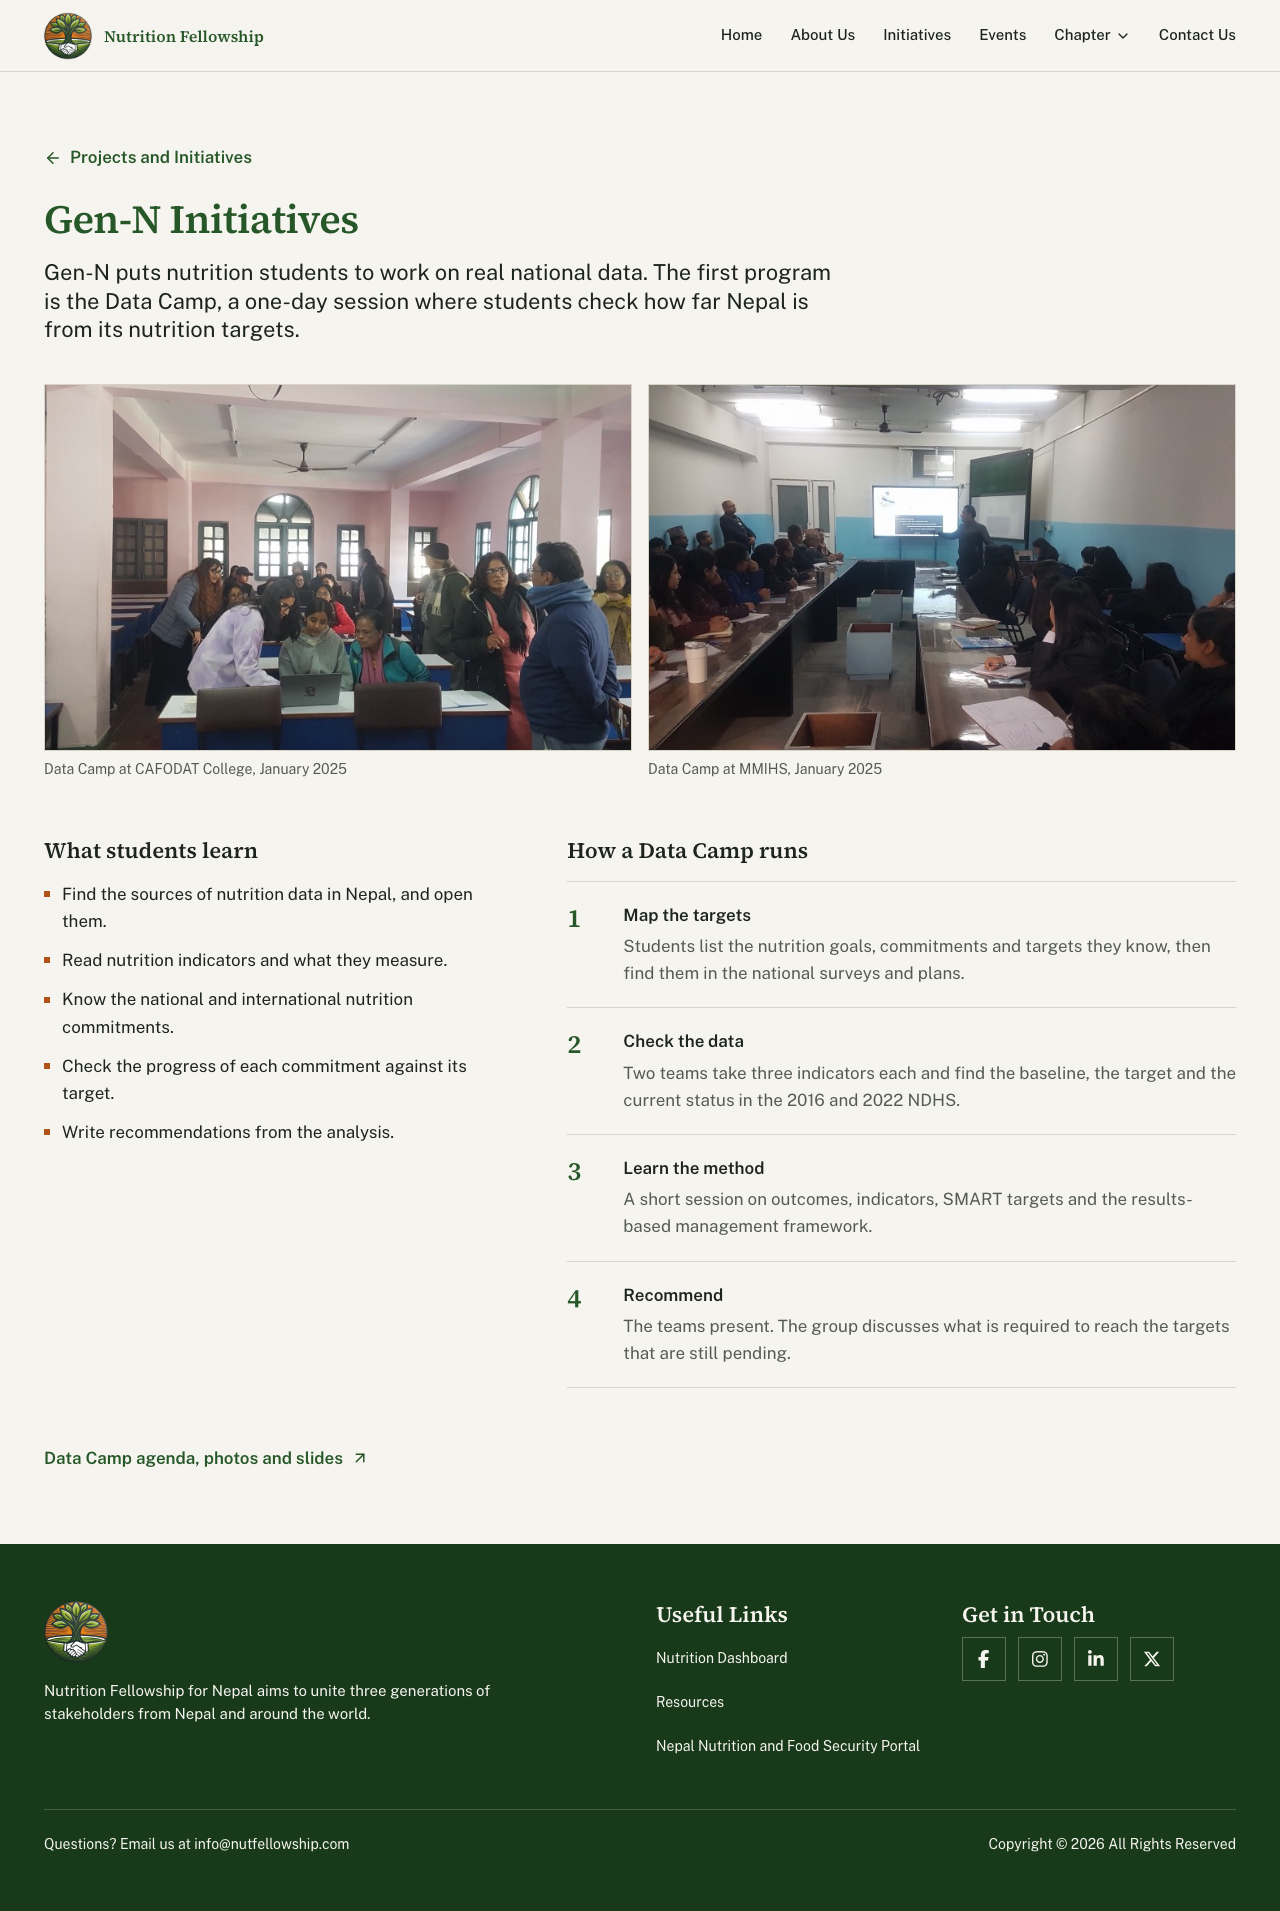 Nutrition Fellowship
Home
About Us
Initiatives
Events
Chapter
Contact Us
Projects and Initiatives
Gen-N Initiatives
Gen-N puts nutrition students to work on real national data. The first program
is the Data Camp, a one-day session where students check how far Nepal is
from its nutrition targets.
Data Camp at CAFODAT College, January 2025
Data Camp at MMIHS, January 2025
What students learn
Find the sources of nutrition data in Nepal, and open
them.
Read nutrition indicators and what they measure.
Know the national and international nutrition
commitments.
Check the progress of each commitment against its
target.
Write recommendations from the analysis.
How a Data Camp runs
1
Map the targets
Students list the nutrition goals, commitments and targets they know, then
find them in the national surveys and plans.
2
Check the data
Two teams take three indicators each and find the baseline, the target and the
current status in the 2016 and 2022 NDHS.
3
Learn the method
A short session on outcomes, indicators, SMART targets and the results-
based management framework.
4
Recommend
The teams present. The group discusses what is required to reach the targets
that are still pending.
Data Camp agenda, photos and slides
Nutrition Fellowship for Nepal aims to unite three generations of
stakeholders from Nepal and around the world.
Useful Links
Nutrition Dashboard
Resources
Nepal Nutrition and Food Security Portal
Get in Touch
Questions? Email us at info@nutfellowship.com
Copyright © 2026 All Rights Reserved